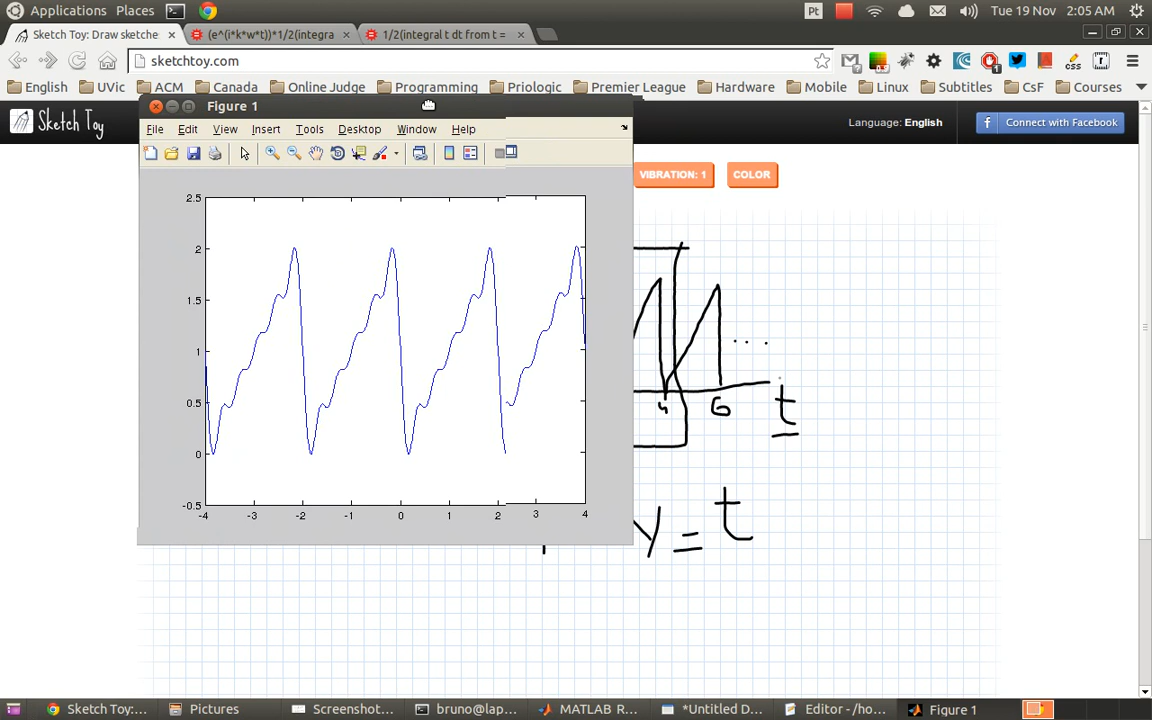 Applications Places Pt Tue 19 Nov 2:05 AM
Sketch Toy: Draw sketche (e^(i*k*w*t))*1/2(integra 1/2(integral t dt from t =
sketchtoy.com
English UVic ACM Canada Online Judge Programming Priologic Premier League Hardware Mobile Linux Subtitles CsF Courses
Figure 1
Sketch Toy
Language: English
Connect with Facebook
File Edit View Insert Tools Desktop Window Help
VIBRATION: 1 COLOR
2.5
2
1.5
1
0.5
0
-0.5
-4 -3 -2 -1 0 1 2 3 4
4 6 t
y = t
Sketch Toy:... Pictures Screenshot... bruno@lap... MATLAB R... *Untitled D... Editor - /ho... Figure 1